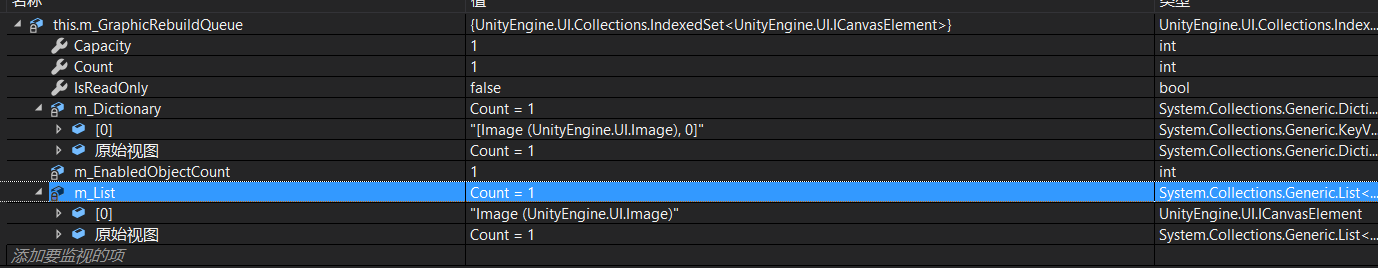 名称 值 类型
this.m_GraphicRebuildQueue {UnityEngine.UI.Collections.IndexedSet<UnityEngine.UI.ICanvasElement>} UnityEngine.UI.Collections.Index...
Capacity 1 int
Count 1 int
IsReadOnly false bool
m_Dictionary Count = 1 System.Collections.Generic.Dicti...
[0] "[Image (UnityEngine.UI.Image), 0]" System.Collections.Generic.KeyV...
原始视图 Count = 1 System.Collections.Generic.Dicti...
m_EnabledObjectCount 1 int
m_List Count = 1 System.Collections.Generic.List<...
[0] "Image (UnityEngine.UI.Image)" UnityEngine.UI.ICanvasElement
原始视图 Count = 1 System.Collections.Generic.List<...
添加要监视的项